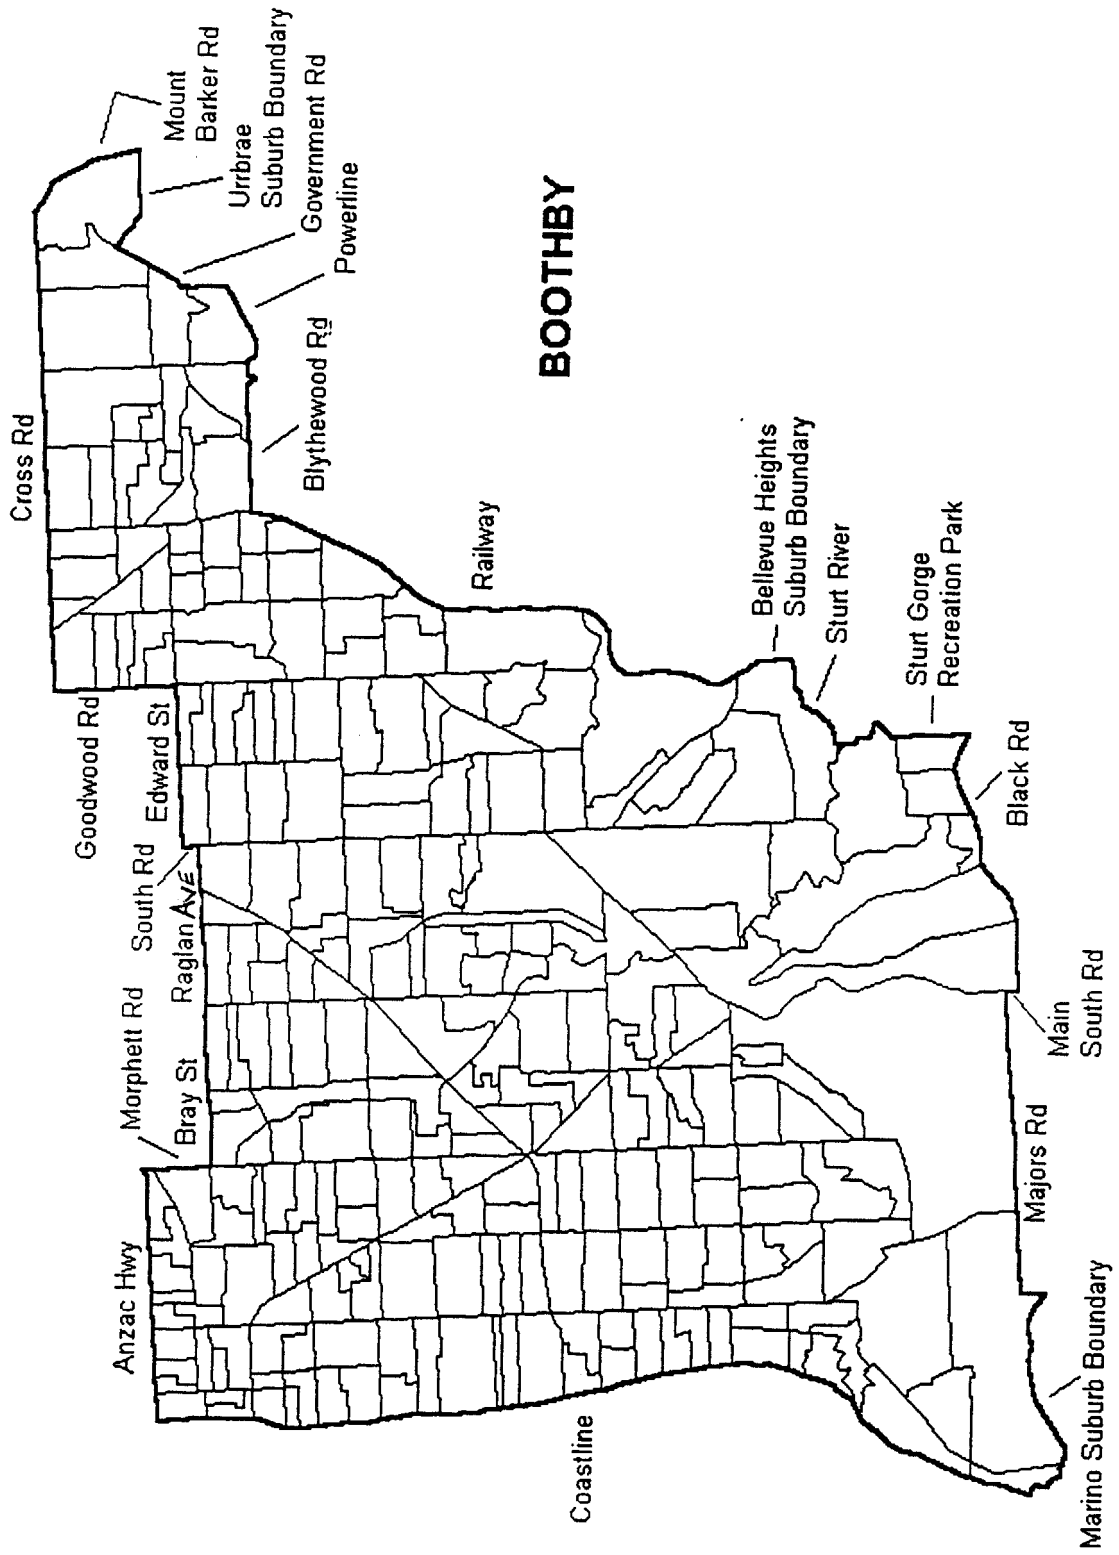 Mount
Barker Rd
Urrbrae
Suburb Boundary
Government Rd
Powerline
Cross Rd
Blythewood Rd
BOOTHBY
Railway
Bellevue Heights
Suburb Boundary
Sturt River
Sturt Gorge
Recreation Park
Goodwood Rd
Edward St
Black Rd
South Rd
Raglan AVE
Morphett Rd
Bray St
Main
South Rd
Majors Rd
Anzac Hwy
Coastline
Marino Suburb Boundary